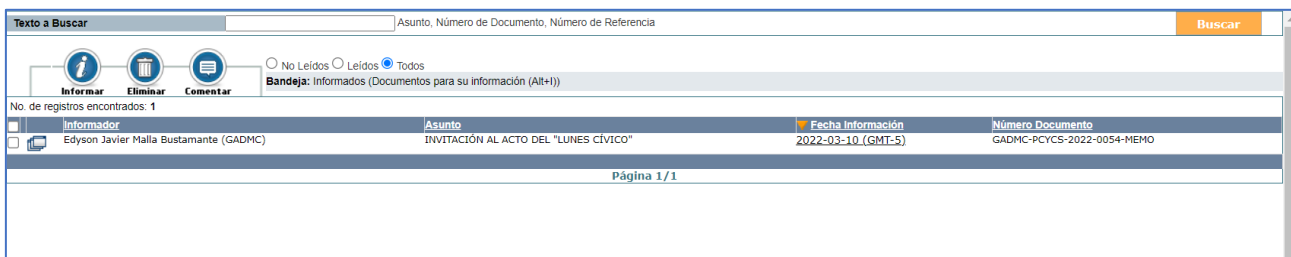 Texto a Buscar Asunto, Número de Documento, Número de Referencia Buscar
No Leídos Leídos Todos
Bandeja: Informados (Documentos para su información (Alt+I))
Informar Eliminar Comentar
No. de registros encontrados: 1
Informador Asunto Fecha Información Número Documento
Edyson Javier Malla Bustamante (GADMC) INVITACIÓN AL ACTO DEL "LUNES CÍVICO" 2022-03-10 (GMT-5) GADMC-PCYCS-2022-0054-MEMO
Página 1/1